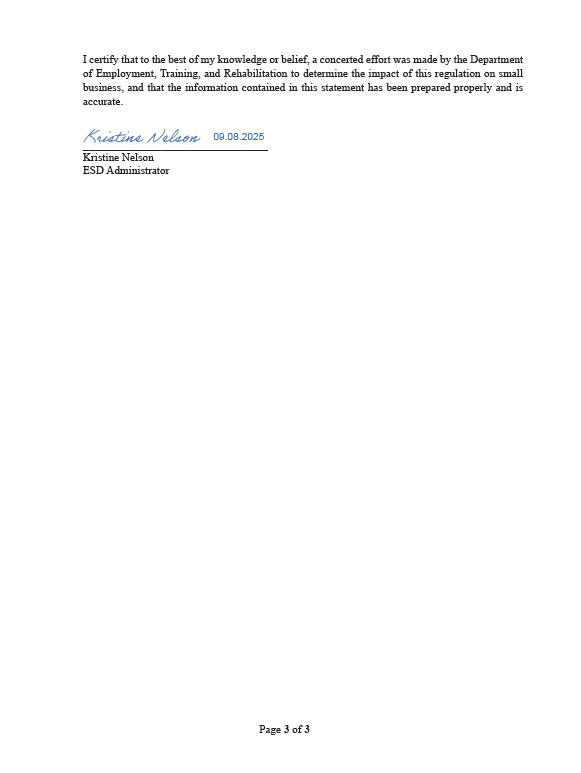 I certify that to the best of my knowledge or belief, a concerted effort was made by the Department
of Employment, Training, and Rehabilitation to determine the impact of this regulation on small
business, and that the information contained in this statement has been prepared properly and is
accurate.
Kristine Nelson 09.08.2025
Kristine Nelson
ESD Administrator
Page 3 of 3